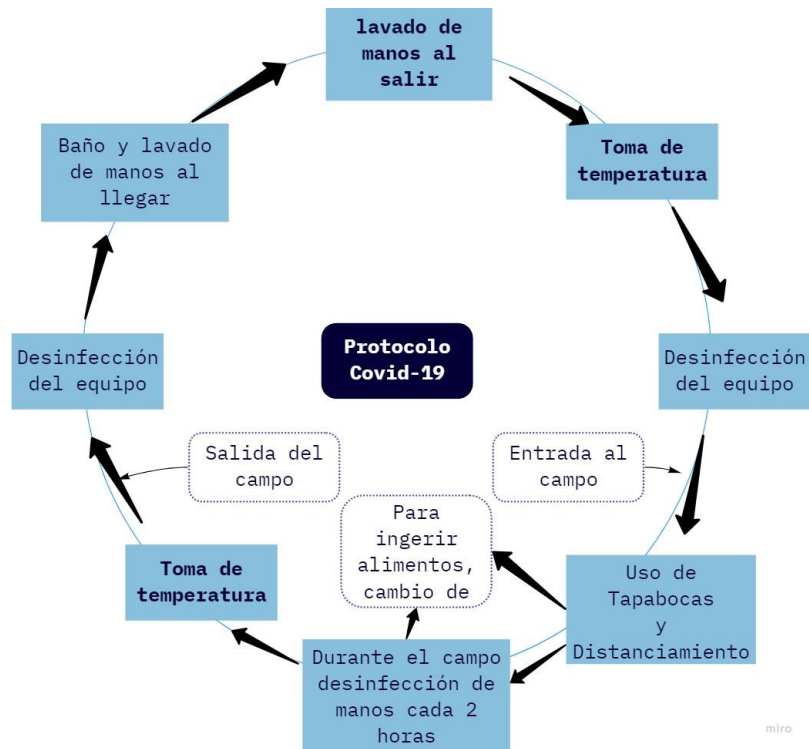 lavado de
manos al
salir
Toma de
temperatura
Desinfección
del equipo
Entrada al
campo
Uso de
Tapabocas
y
Distanciamiento
Para
ingerir
alimentos,
cambio de
Durante el campo
desinfección de
manos cada 2
horas
Toma de
temperatura
Salida del
campo
Desinfección
del equipo
Baño y lavado
de manos al
llegar
Protocolo
Covid-19
miro